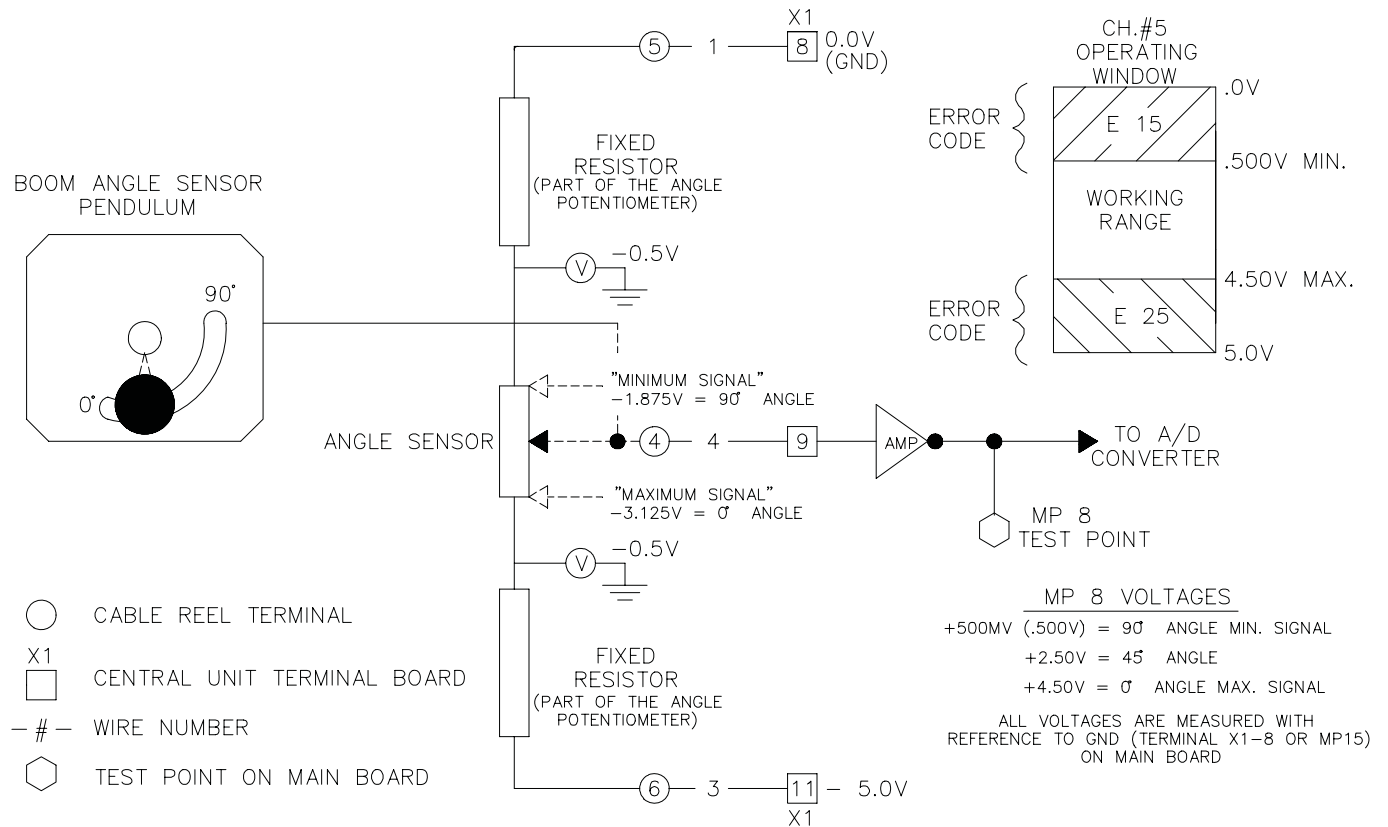 X1
5 — 1 — 8 0.0V
(GND)
CH.#5
OPERATING
WINDOW
.0V
ERROR
CODE
E 15
.500V MIN.
WORKING
RANGE
4.50V MAX.
ERROR
CODE
E 25
5.0V
FIXED
RESISTOR
(PART OF THE ANGLE
POTENTIOMETER)
BOOM ANGLE SENSOR
PENDULUM
90°
0°
V
-0.5V
"MINIMUM SIGNAL"
-1.875V = 90° ANGLE
ANGLE SENSOR
4 — 4 — 9
AMP
TO A/D
CONVERTER
"MAXIMUM SIGNAL"
-3.125V = 0° ANGLE
MP 8
TEST POINT
V
-0.5V
FIXED
RESISTOR
(PART OF THE ANGLE
POTENTIOMETER)
6 — 3 — 11 - 5.0V
X1
CABLE REEL TERMINAL
X1
CENTRAL UNIT TERMINAL BOARD
-#- WIRE NUMBER
TEST POINT ON MAIN BOARD
MP 8 VOLTAGES
+500MV (.500V) = 90° ANGLE MIN. SIGNAL
+2.50V = 45° ANGLE
+4.50V = 0° ANGLE MAX. SIGNAL
ALL VOLTAGES ARE MEASURED WITH
REFERENCE TO GND (TERMINAL X1-8 OR MP15)
ON MAIN BOARD